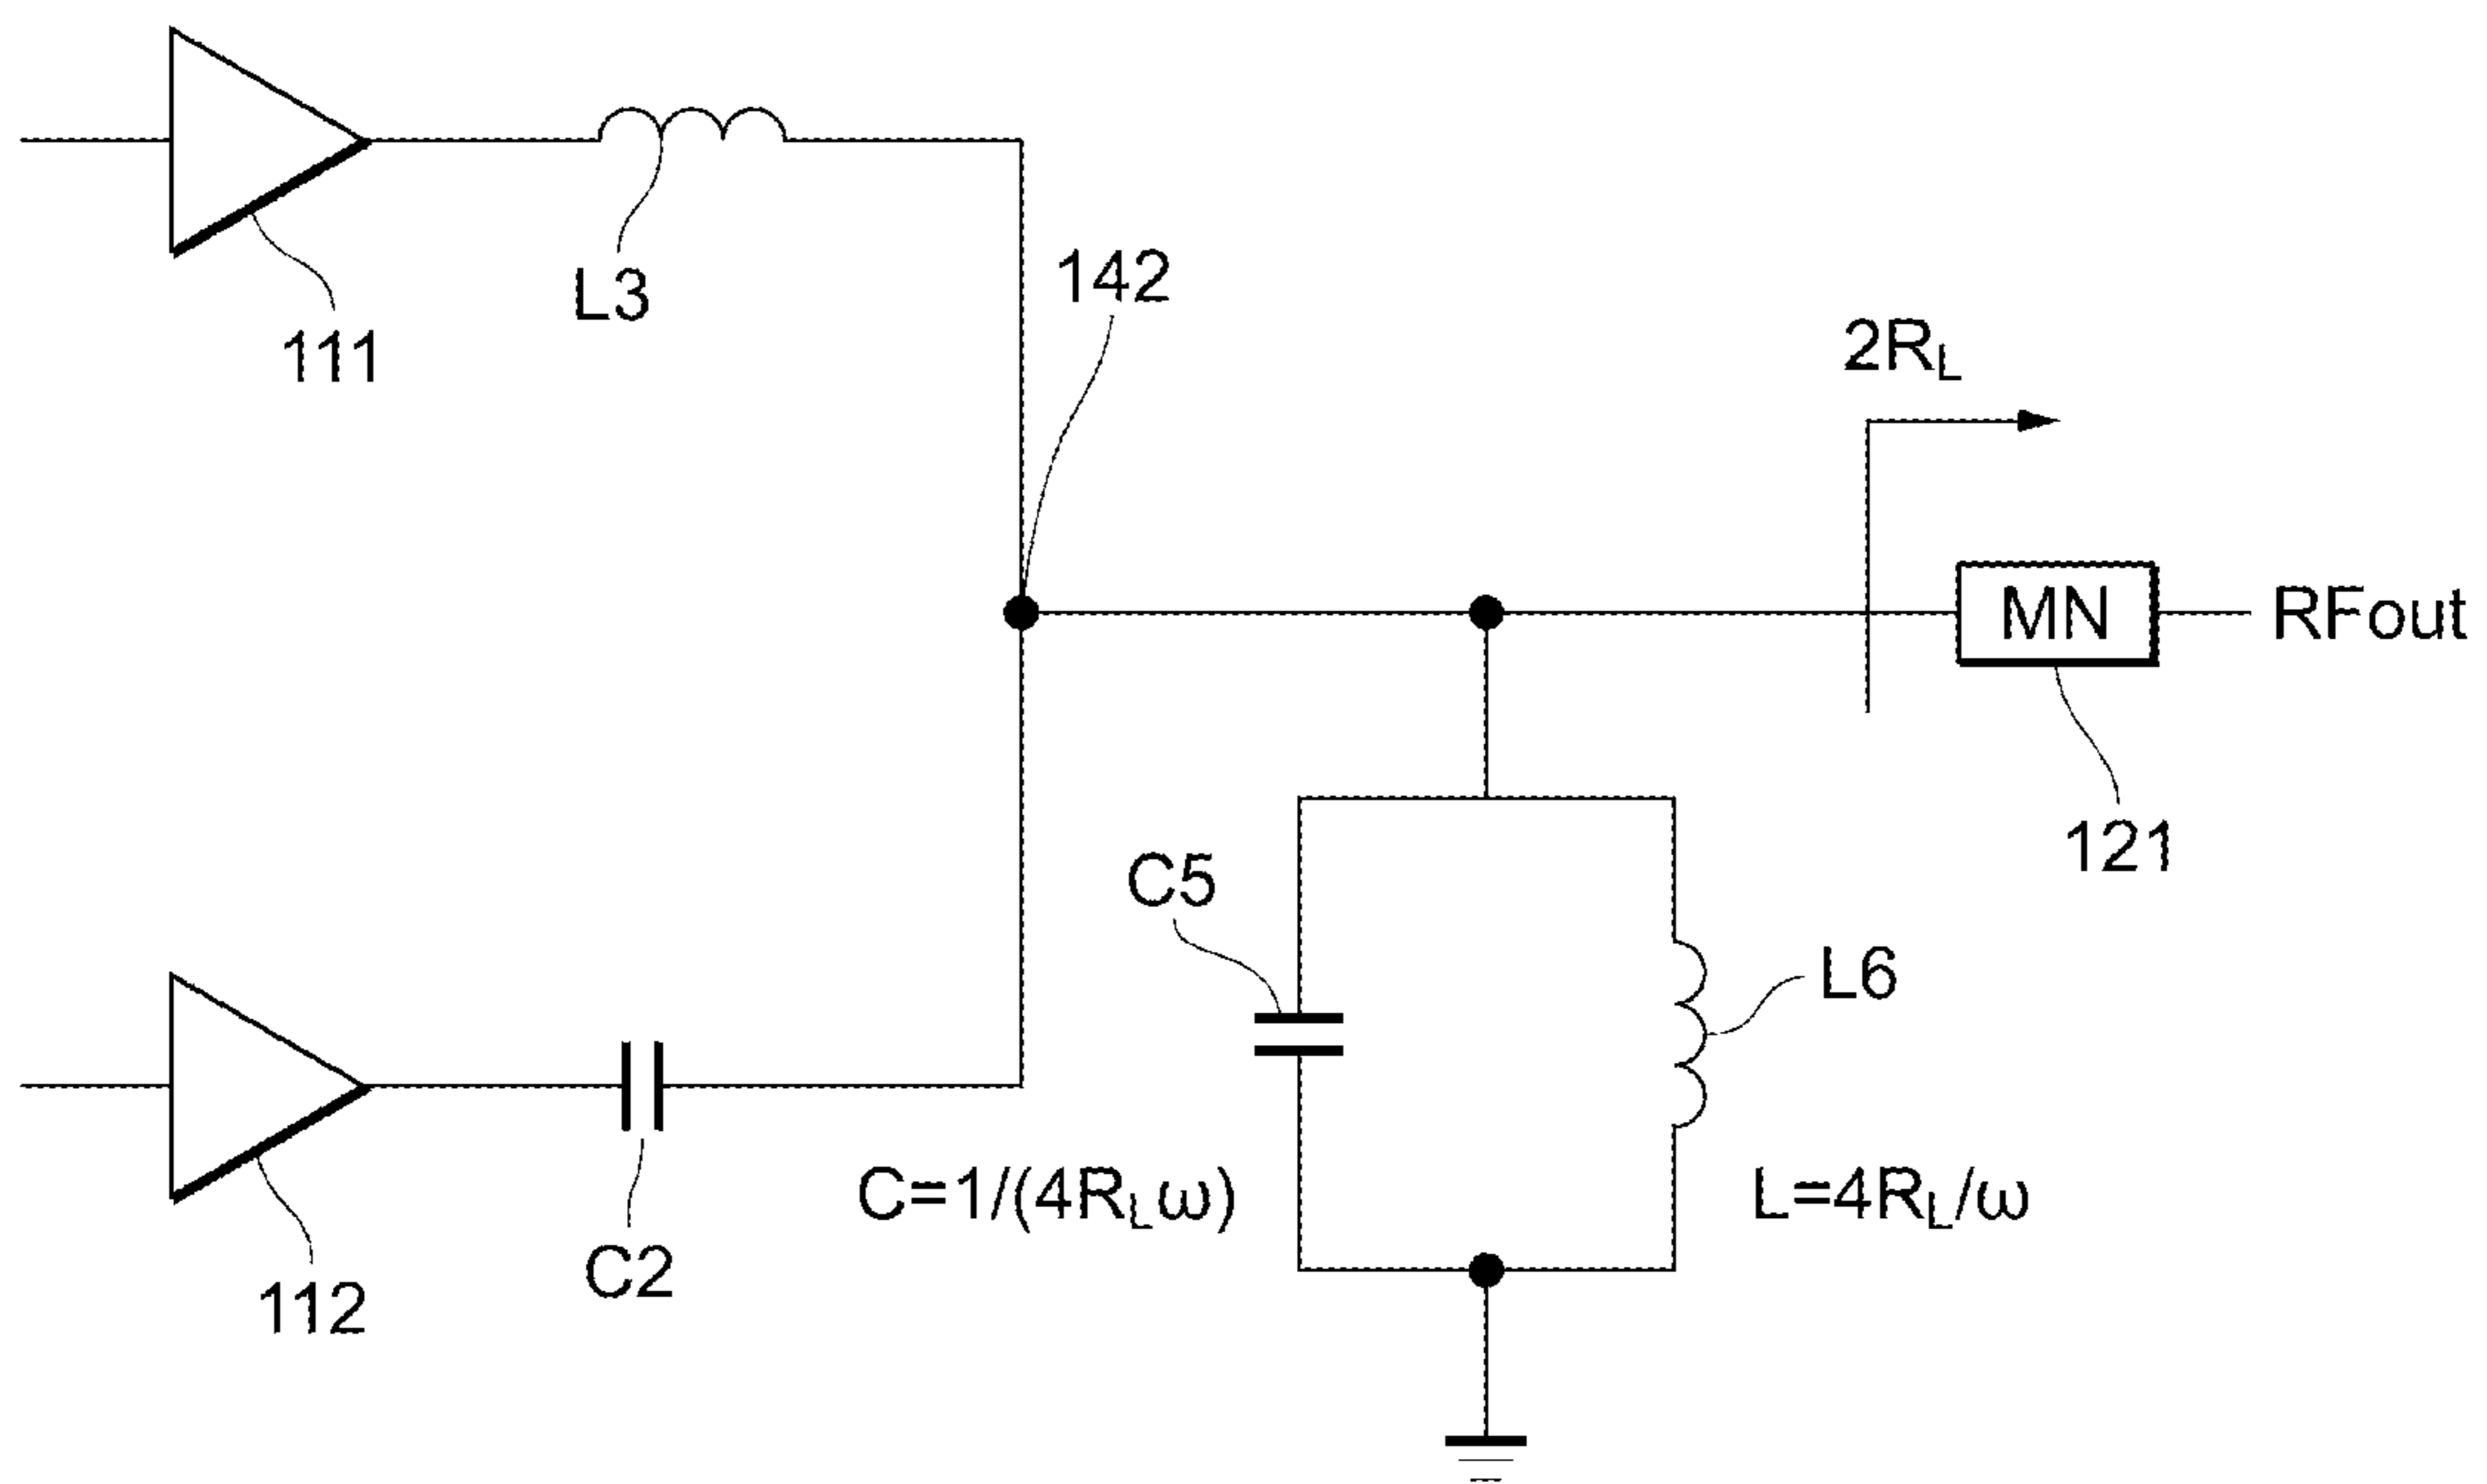 L3
111
142
2RL
MN
RFout
121
C5
L6
C=1/(4RLω)
L=4RL/ω
C2
112